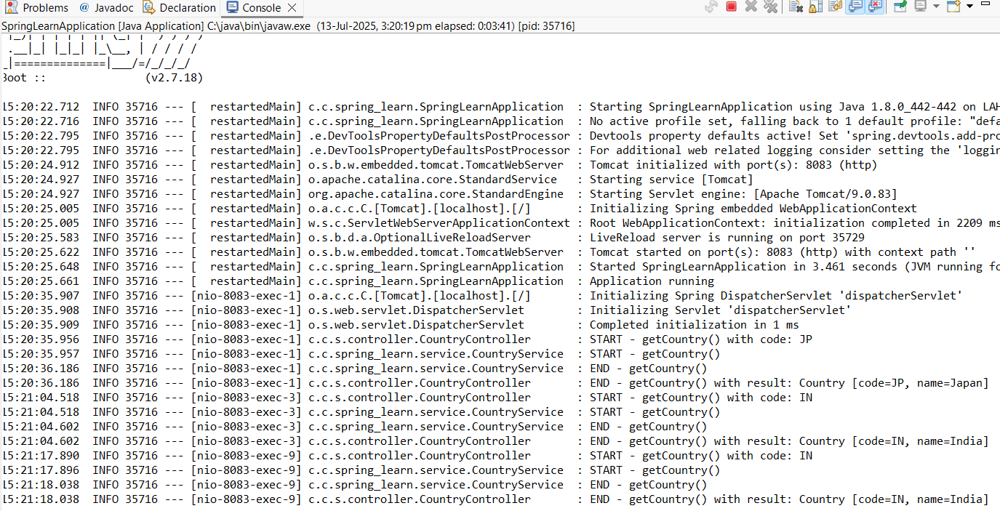 Problems @ Javadoc Declaration Console
SpringLearnApplication [Java Application] C:\java\bin\javaw.exe (13-Jul-2025, 3:20:19 pm elapsed: 0:03:41) [pid: 35716]
.__|_| |_|_| |_\__, | / / / /
_|==============|___/=/_/_/_/
Boot :: (v2.7.18)
15:20:22.712 INFO 35716 --- [ restartedMain] c.c.spring_learn.SpringLearnApplication : Starting SpringLearnApplication using Java 1.8.0_442-442 on LAH
15:20:22.716 INFO 35716 --- [ restartedMain] c.c.spring_learn.SpringLearnApplication : No active profile set, falling back to 1 default profile: "defa
15:20:22.795 INFO 35716 --- [ restartedMain] .e.DevToolsPropertyDefaultsPostProcessor : Devtools property defaults active! Set 'spring.devtools.add-pro
15:20:22.795 INFO 35716 --- [ restartedMain] .e.DevToolsPropertyDefaultsPostProcessor : For additional web related logging consider setting the 'loggin
15:20:24.912 INFO 35716 --- [ restartedMain] o.s.b.w.embedded.tomcat.TomcatWebServer : Tomcat initialized with port(s): 8083 (http)
15:20:24.927 INFO 35716 --- [ restartedMain] o.apache.catalina.core.StandardService : Starting service [Tomcat]
15:20:24.927 INFO 35716 --- [ restartedMain] org.apache.catalina.core.StandardEngine : Starting Servlet engine: [Apache Tomcat/9.0.83]
15:20:25.005 INFO 35716 --- [ restartedMain] o.a.c.c.C.[Tomcat].[localhost].[/] : Initializing Spring embedded WebApplicationContext
15:20:25.005 INFO 35716 --- [ restartedMain] w.s.c.ServletWebServerApplicationContext : Root WebApplicationContext: initialization completed in 2209 ms
15:20:25.583 INFO 35716 --- [ restartedMain] o.s.b.d.a.OptionalLiveReloadServer : LiveReload server is running on port 35729
15:20:25.622 INFO 35716 --- [ restartedMain] o.s.b.w.embedded.tomcat.TomcatWebServer : Tomcat started on port(s): 8083 (http) with context path ''
15:20:25.648 INFO 35716 --- [ restartedMain] c.c.spring_learn.SpringLearnApplication : Started SpringLearnApplication in 3.461 seconds (JVM running fo
15:20:25.661 INFO 35716 --- [ restartedMain] c.c.spring_learn.SpringLearnApplication : Application running
15:20:35.907 INFO 35716 --- [nio-8083-exec-1] o.a.c.c.C.[Tomcat].[localhost].[/] : Initializing Spring DispatcherServlet 'dispatcherServlet'
15:20:35.908 INFO 35716 --- [nio-8083-exec-1] o.s.web.servlet.DispatcherServlet : Initializing Servlet 'dispatcherServlet'
15:20:35.909 INFO 35716 --- [nio-8083-exec-1] o.s.web.servlet.DispatcherServlet : Completed initialization in 1 ms
15:20:35.956 INFO 35716 --- [nio-8083-exec-1] c.c.s.controller.CountryController : START - getCountry() with code: JP
15:20:35.957 INFO 35716 --- [nio-8083-exec-1] c.c.spring_learn.service.CountryService : START - getCountry()
15:20:36.186 INFO 35716 --- [nio-8083-exec-1] c.c.spring_learn.service.CountryService : END - getCountry()
15:20:36.186 INFO 35716 --- [nio-8083-exec-1] c.c.s.controller.CountryController : END - getCountry() with result: Country [code=JP, name=Japan]
15:21:04.518 INFO 35716 --- [nio-8083-exec-3] c.c.s.controller.CountryController : START - getCountry() with code: IN
15:21:04.518 INFO 35716 --- [nio-8083-exec-3] c.c.spring_learn.service.CountryService : START - getCountry()
15:21:04.602 INFO 35716 --- [nio-8083-exec-3] c.c.spring_learn.service.CountryService : END - getCountry()
15:21:04.602 INFO 35716 --- [nio-8083-exec-3] c.c.s.controller.CountryController : END - getCountry() with result: Country [code=IN, name=India]
15:21:17.890 INFO 35716 --- [nio-8083-exec-9] c.c.s.controller.CountryController : START - getCountry() with code: IN
15:21:17.896 INFO 35716 --- [nio-8083-exec-9] c.c.spring_learn.service.CountryService : START - getCountry()
15:21:18.038 INFO 35716 --- [nio-8083-exec-9] c.c.spring_learn.service.CountryService : END - getCountry()
15:21:18.038 INFO 35716 --- [nio-8083-exec-9] c.c.s.controller.CountryController : END - getCountry() with result: Country [code=IN, name=India]